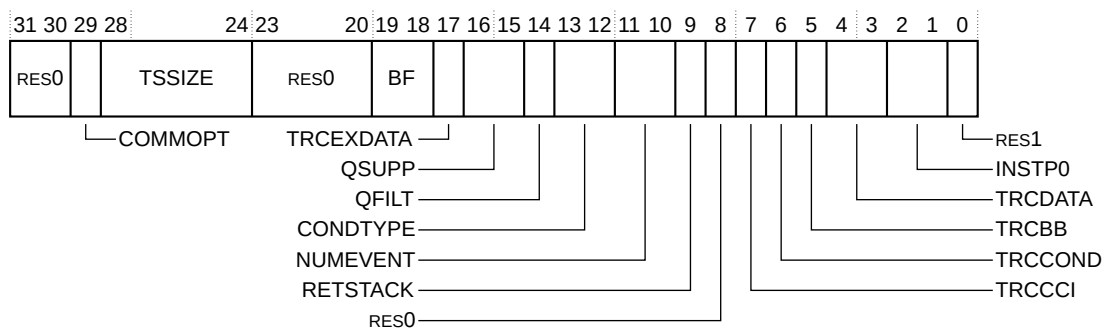 31 30 29 28 24 23 20 19 18 17 16 15 14 13 12 11 10 9 8 7 6 5 4 3 2 1 0
RES0 TSSIZE RES0 BF
COMMOPT TRCEXDATA RES1
QSUPP INSTP0
QFILT TRCDATA
CONDTYPE TRCBB
NUMEVENT TRCCOND
RETSTACK TRCCCI
RES0